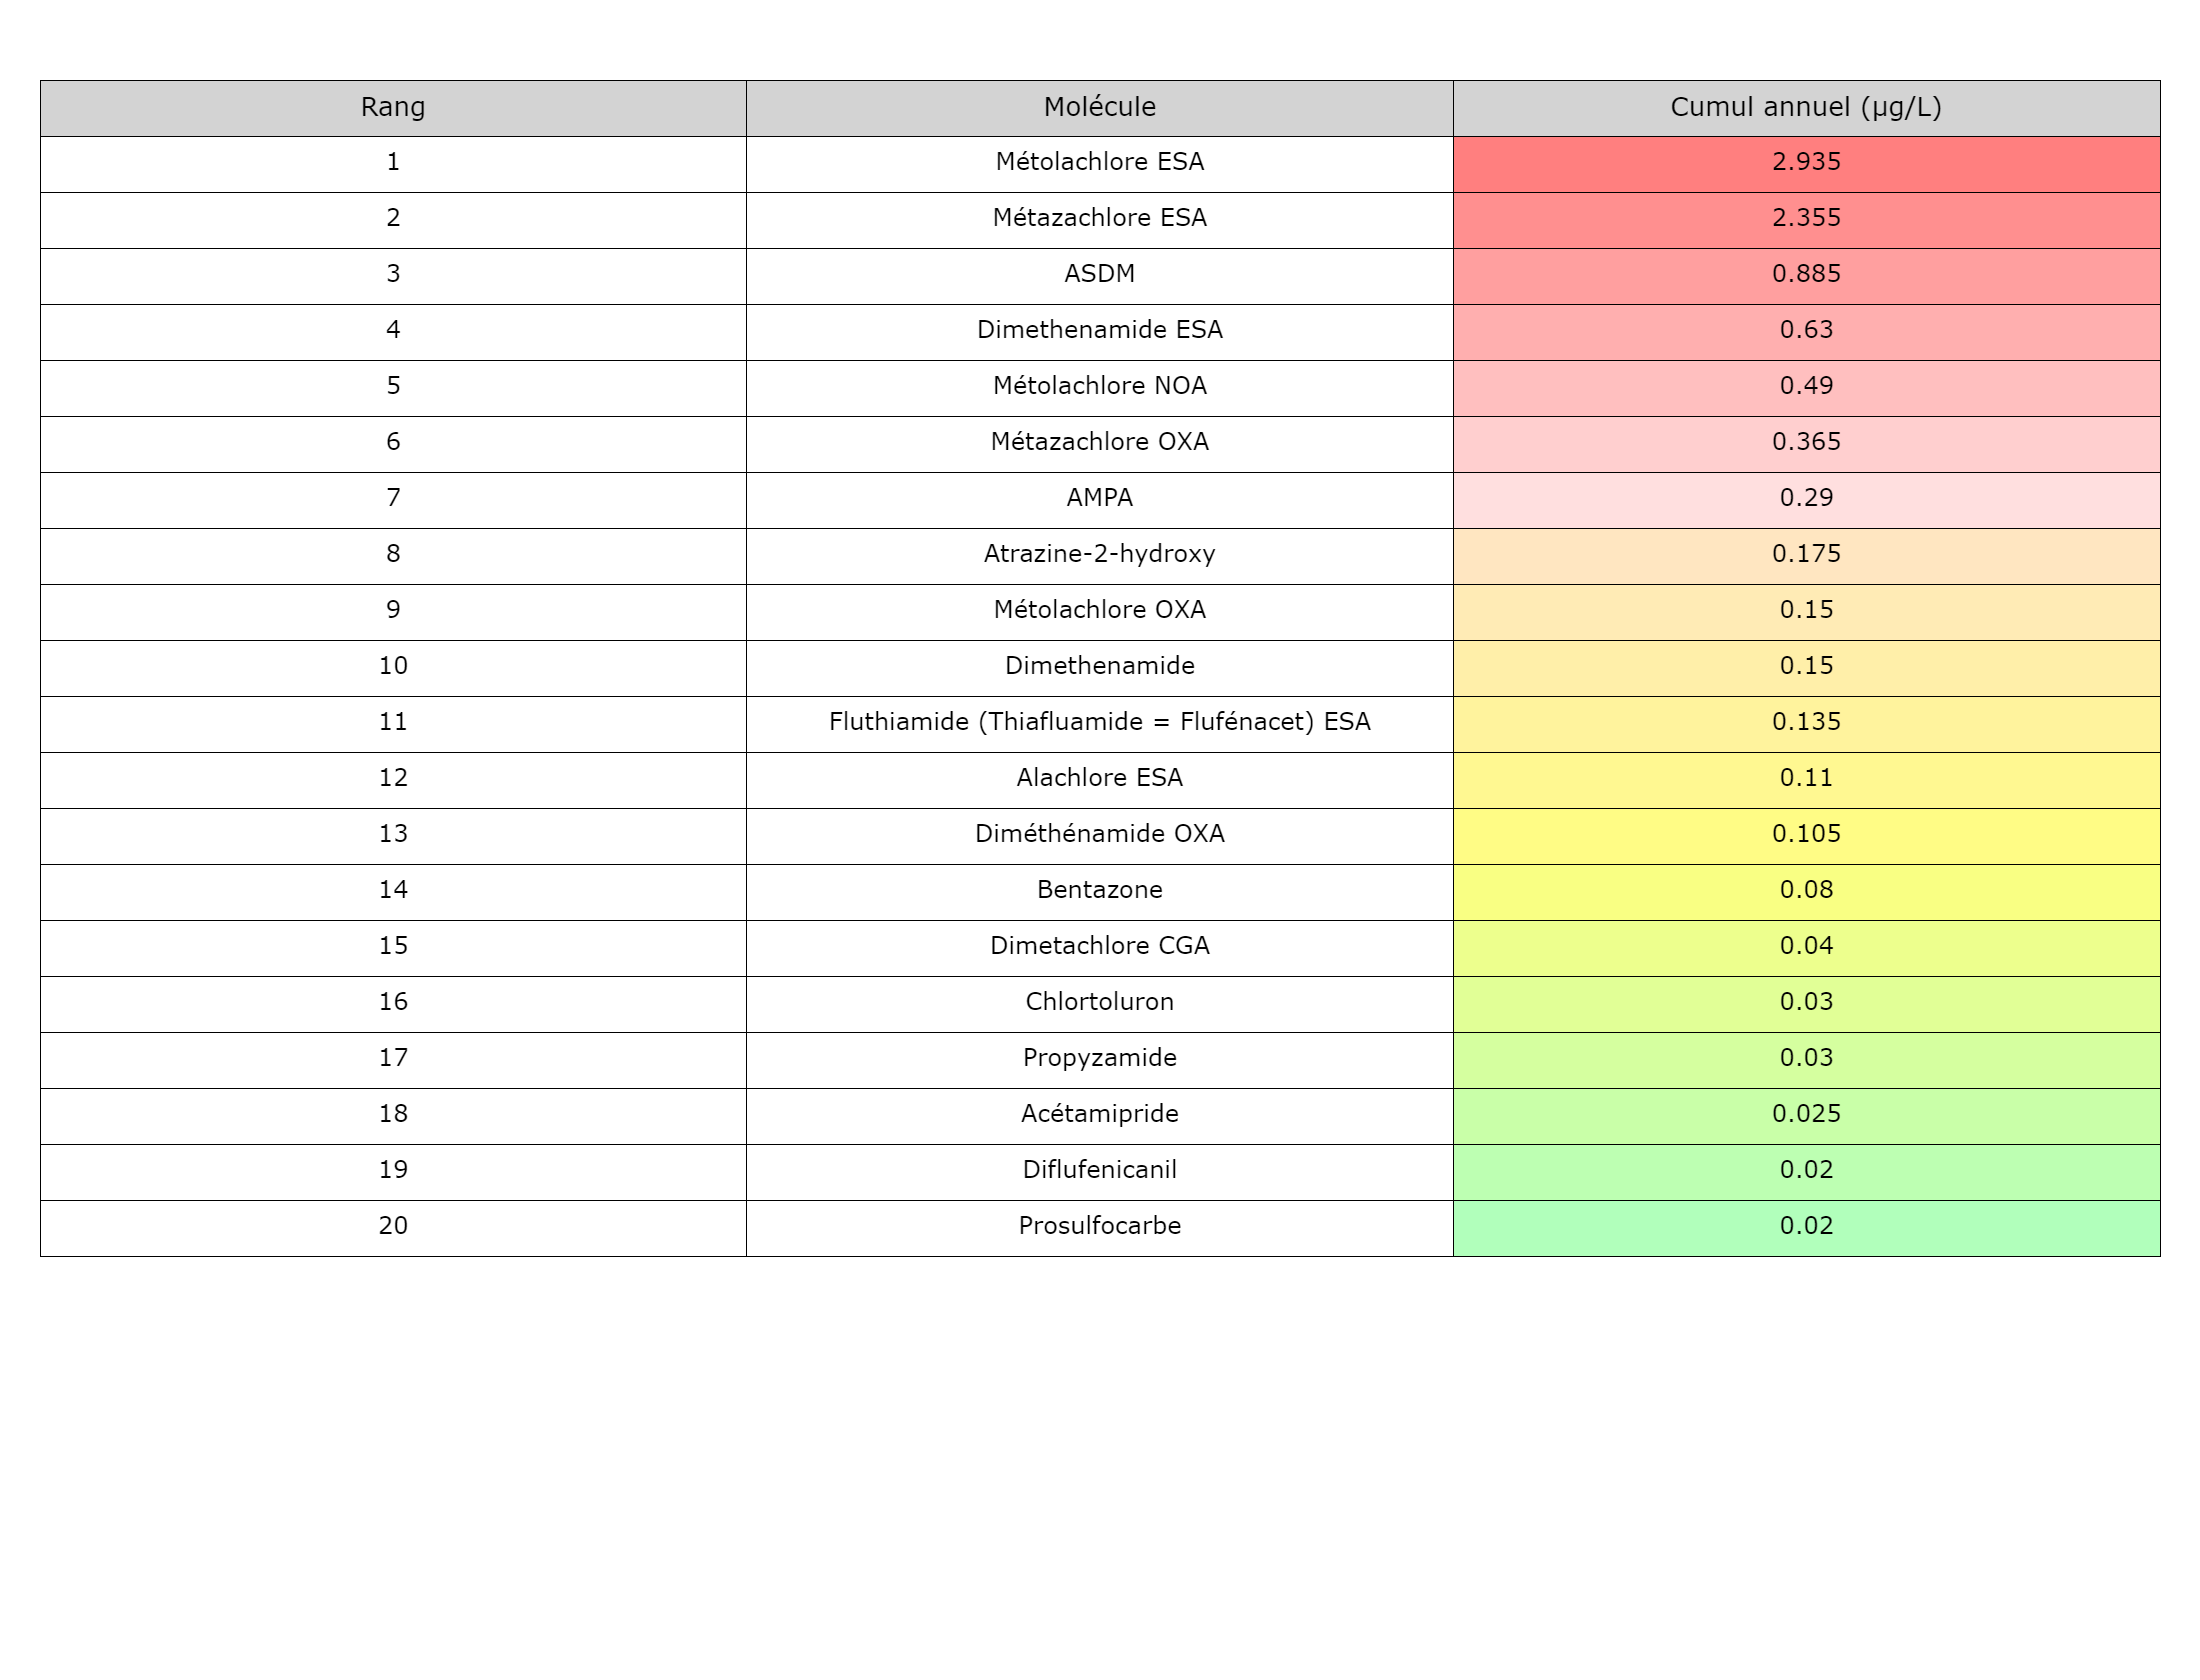 Rang Molécule Cumul annuel (µg/L)
1 Métolachlore ESA 2.935
2 Métazachlore ESA 2.355
3 ASDM 0.885
4 Dimethenamide ESA 0.63
5 Métolachlore NOA 0.49
6 Métazachlore OXA 0.365
7 AMPA 0.29
8 Atrazine-2-hydroxy 0.175
9 Métolachlore OXA 0.15
10 Dimethenamide 0.15
11 Fluthiamide (Thiafluamide = Flufénacet) ESA 0.135
12 Alachlore ESA 0.11
13 Diméthénamide OXA 0.105
14 Bentazone 0.08
15 Dimetachlore CGA 0.04
16 Chlortoluron 0.03
17 Propyzamide 0.03
18 Acétamipride 0.025
19 Diflufenicanil 0.02
20 Prosulfocarbe 0.02